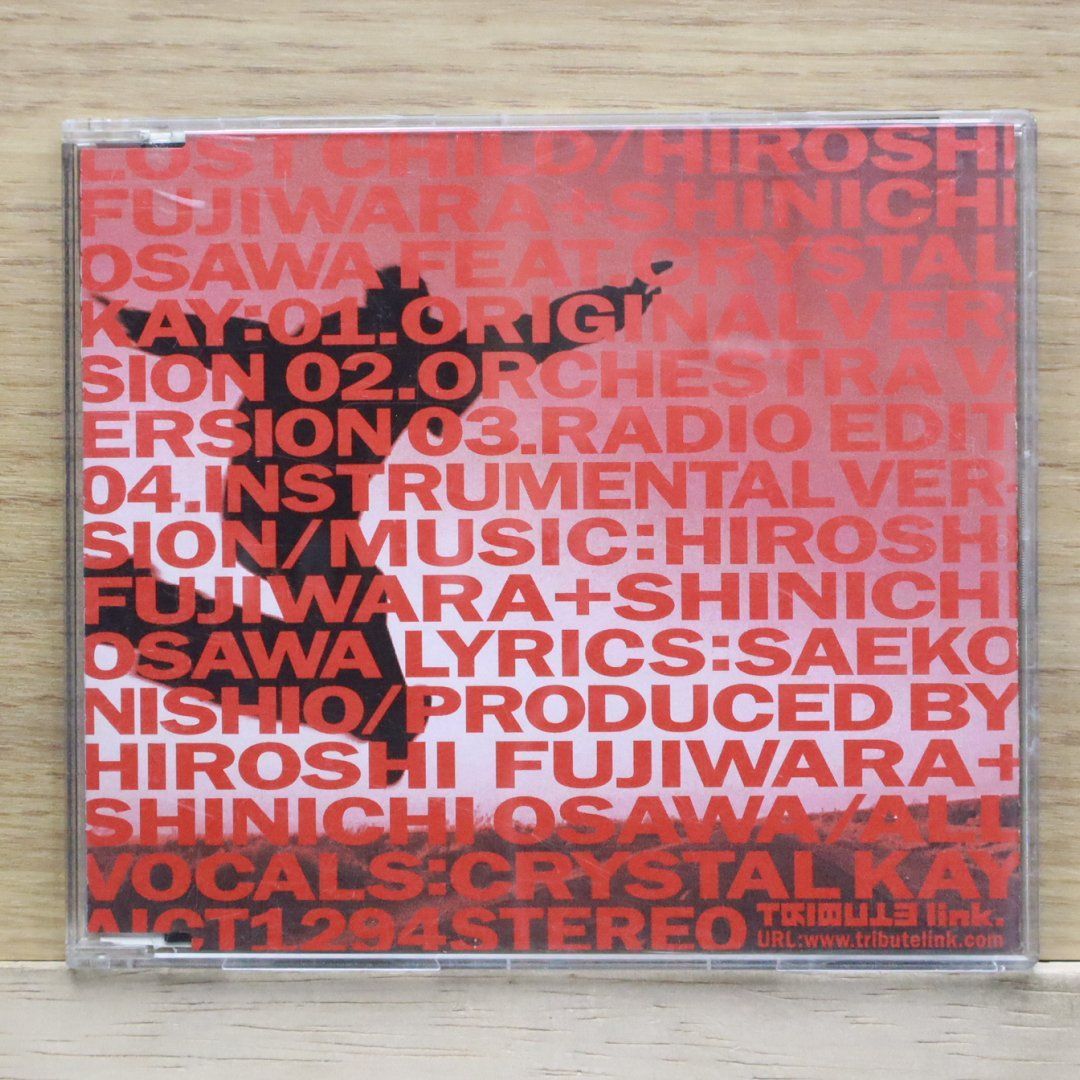 LOST CHILD/HIROSHI
FUJIWARA+SHINICHI
OSAWA FEAT.CRYSTAL
KAY:01.ORIGINAL VER-
SION 02.ORCHESTRA V-
ERSION 03.RADIO EDIT
04.INSTRUMENTAL VER-
SION/MUSIC:HIROSHI
FUJIWARA+SHINICHI
OSAWA LYRICS:SAEKO
NISHIO/PRODUCED BY
HIROSHI FUJIWARA+
SHINICHI OSAWA/ALL
VOCALS:CRYSTAL KAY
AICT1294 STEREO TRIBUTE link.
URL:www.tributelink.com